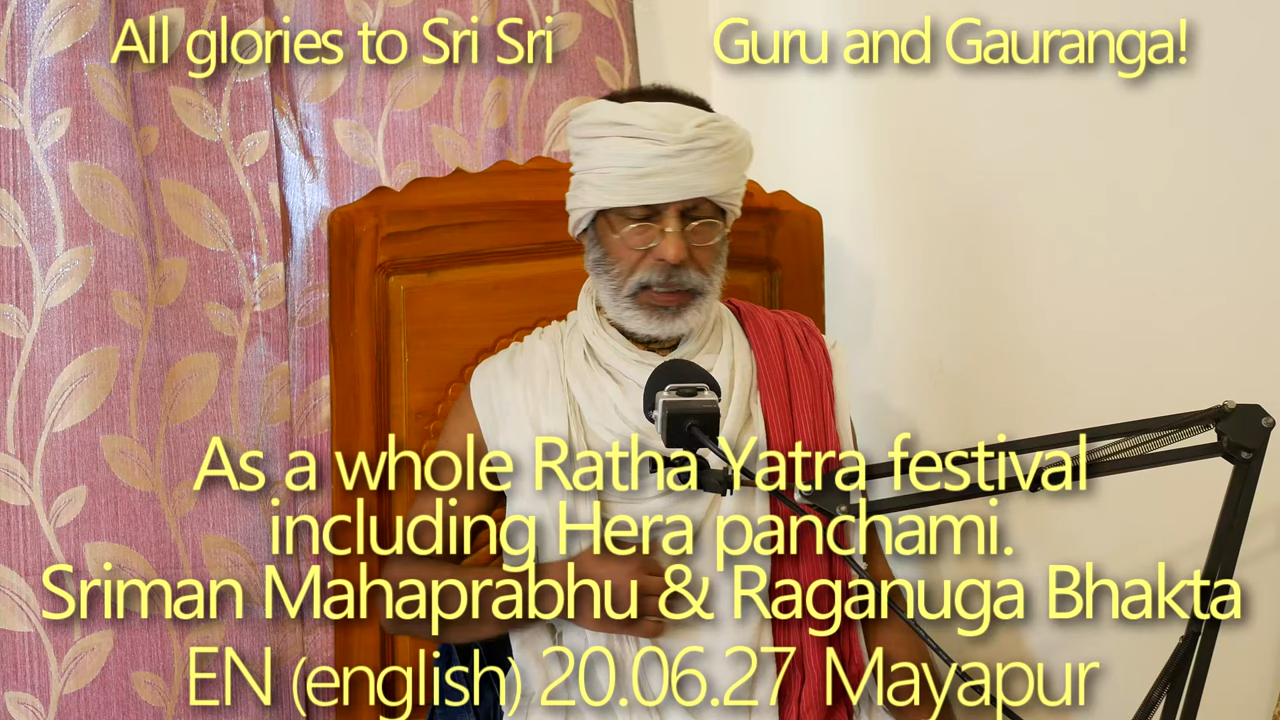 All glories to Sri Sri Guru and Gauranga!
As a whole Ratha Yatra festival
including Hera panchami.
Sriman Mahaprabhu & Raganuga Bhakta
EN (english) 20.06.27 Mayapur